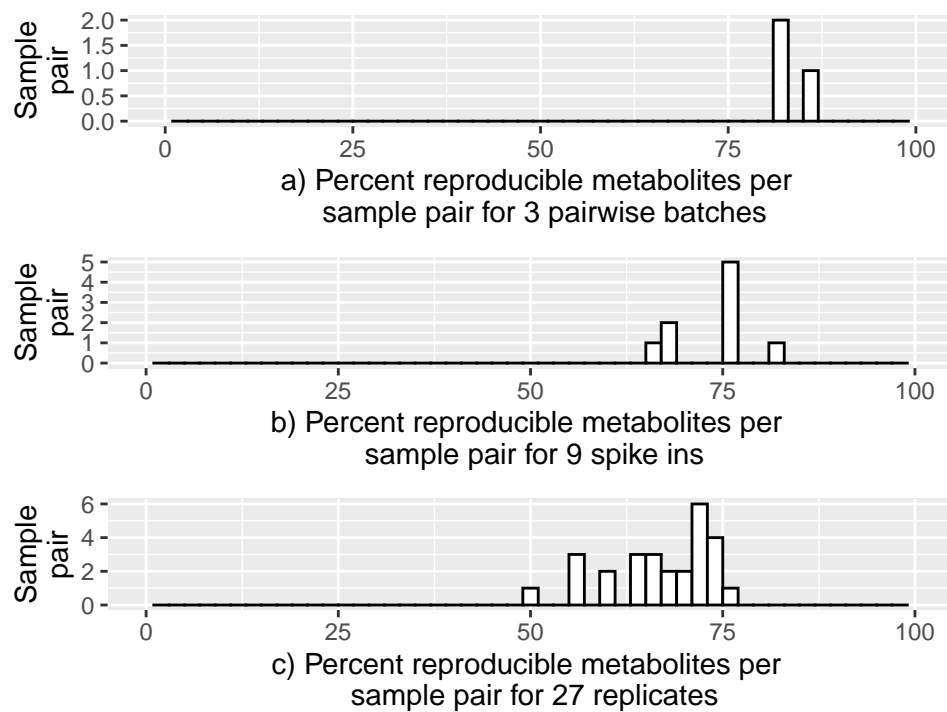 Sample
pair
2.0
1.5
1.0
0.5
0.0
0 25 50 75 100
a) Percent reproducible metabolites per
sample pair for 3 pairwise batches
Sample
pair
5
4
3
2
1
0
0 25 50 75 100
b) Percent reproducible metabolites per
sample pair for 9 spike ins
Sample
pair
6
4
2
0
0 25 50 75 100
c) Percent reproducible metabolites per
sample pair for 27 replicates